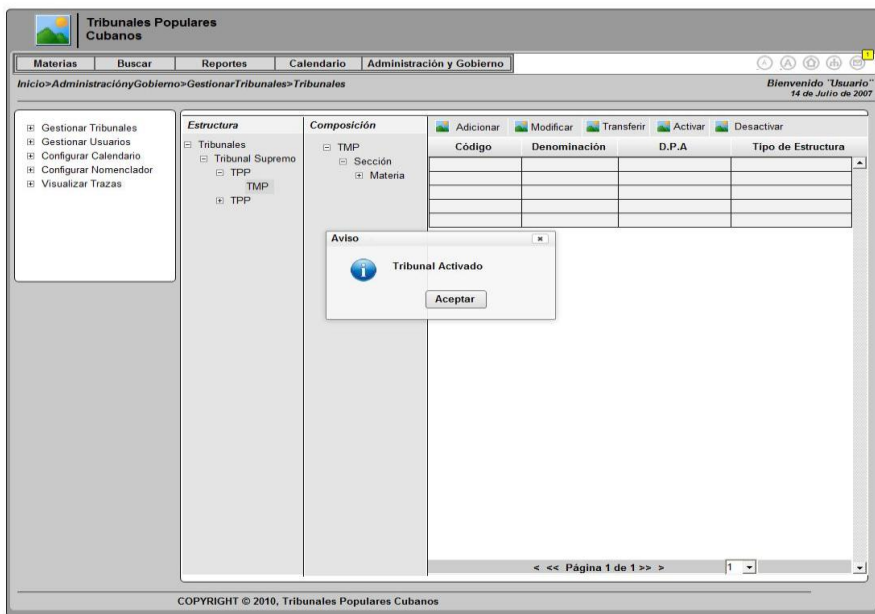 Tribunales Populares
Cubanos
Materias Buscar Reportes Calendario Administración y Gobierno
1
Inicio>AdministraciónyGobierno>GestionarTribunales>Tribunales
Bienvenido ¨Usuario¨
14 de Julio de 2007
Gestionar Tribunales
Gestionar Usuarios
Configurar Calendario
Configurar Nomenclador
Visualizar Trazas
Estructura
Tribunales
Tribunal Supremo
TPP
TMP
TPP
Composición
TMP
Sección
Materia
Adicionar Modificar Transferir Activar Desactivar
Código Denominación D.P.A Tipo de Estructura
Aviso
Tribunal Activado
Aceptar
< << Página 1 de 1 >> > 1
COPYRIGHT © 2010, Tribunales Populares Cubanos